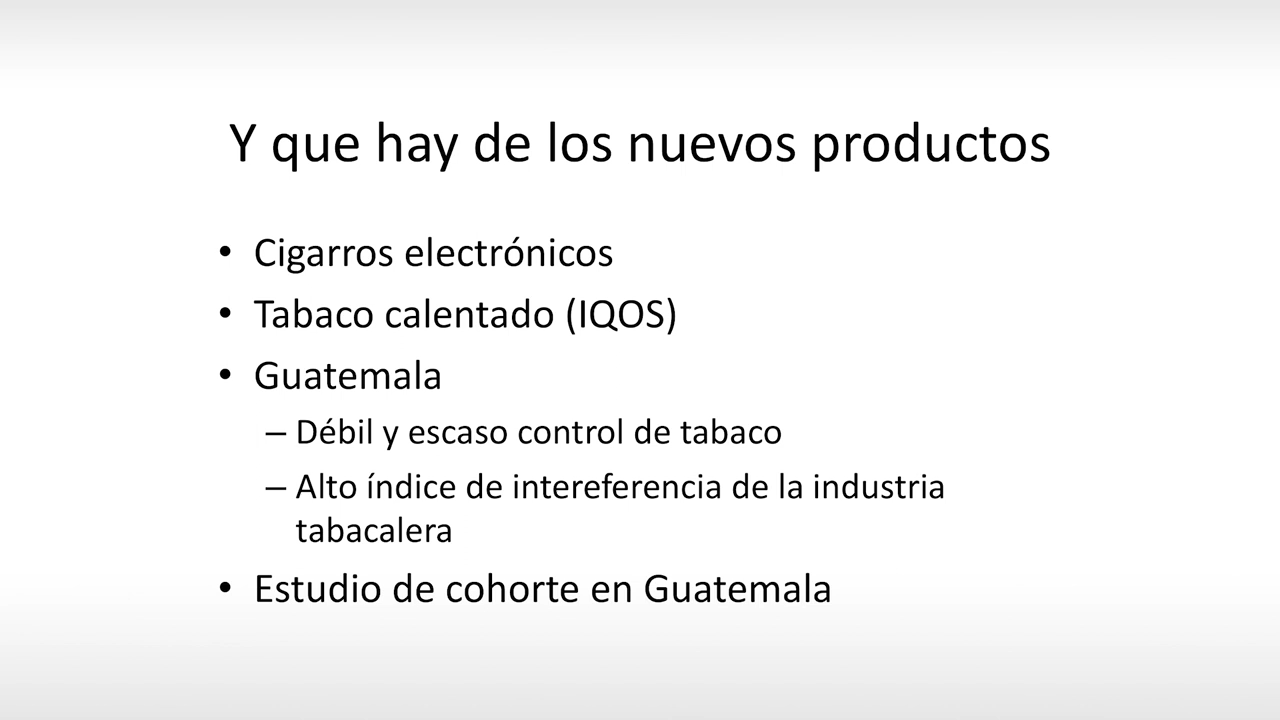 Y que hay de los nuevos productos
• Cigarros electrónicos
• Tabaco calentado (IQOS)
• Guatemala
– Débil y escaso control de tabaco
– Alto índice de intereferencia de la industria
tabacalera
• Estudio de cohorte en Guatemala